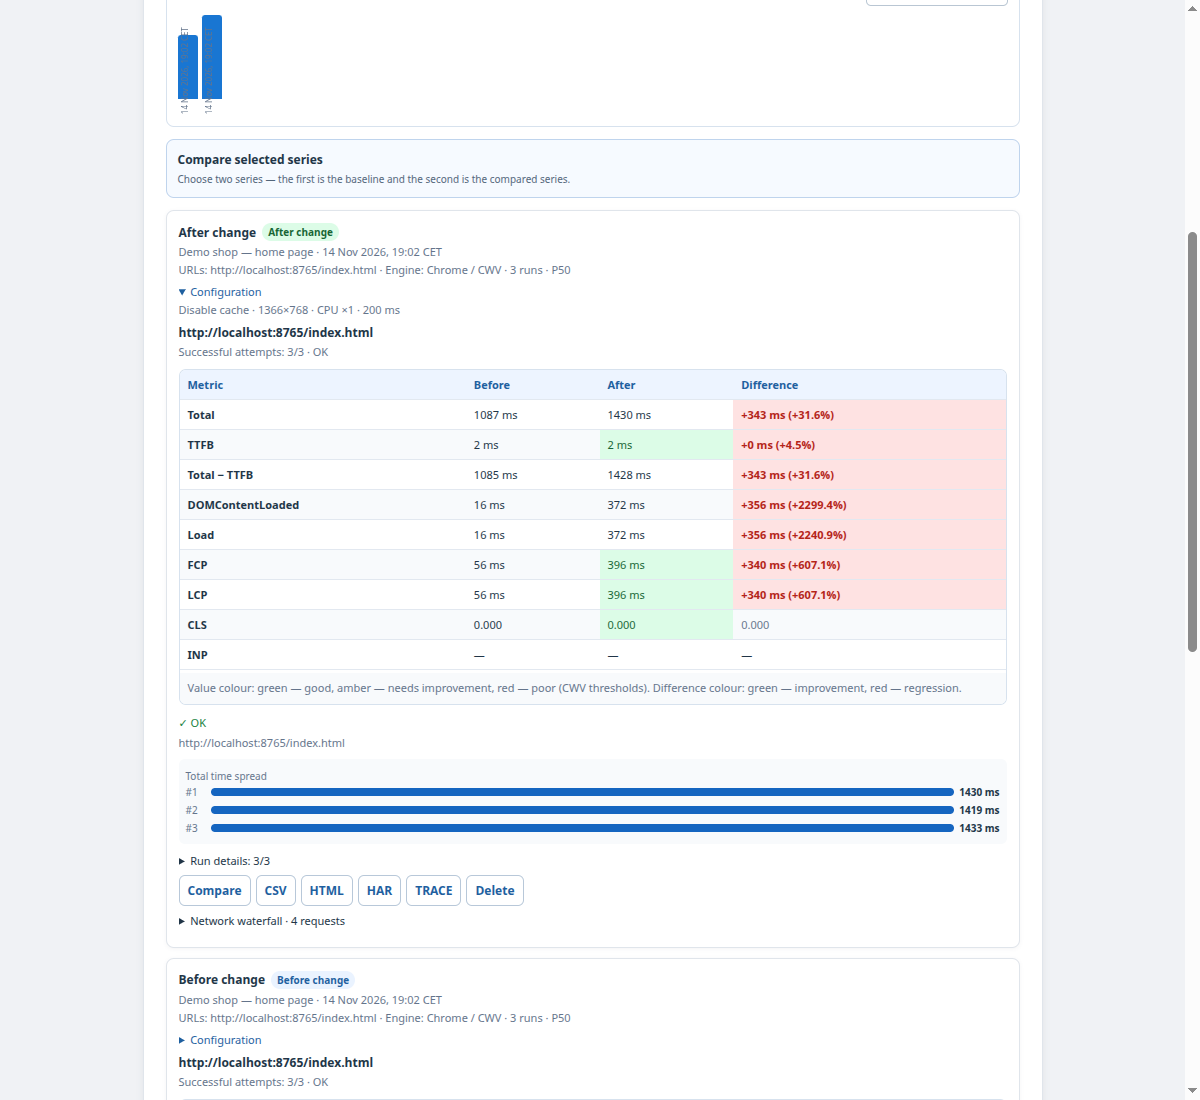 Compare selected series
Choose two series — the first is the baseline and the second is the compared series.
After change After change
Demo shop — home page · 14 Nov 2026, 19:02 CET
URLs: http://localhost:8765/index.html · Engine: Chrome / CWV · 3 runs · P50
▼ Configuration
Disable cache · 1366×768 · CPU ×1 · 200 ms
http://localhost:8765/index.html
Successful attempts: 3/3 · OK
Metric Before After Difference
Total 1087 ms 1430 ms +343 ms (+31.6%)
TTFB 2 ms 2 ms +0 ms (+4.5%)
Total − TTFB 1085 ms 1428 ms +343 ms (+31.6%)
DOMContentLoaded 16 ms 372 ms +356 ms (+2299.4%)
Load 16 ms 372 ms +356 ms (+2240.9%)
FCP 56 ms 396 ms +340 ms (+607.1%)
LCP 56 ms 396 ms +340 ms (+607.1%)
CLS 0.000 0.000 0.000
INP — — —
Value colour: green — good, amber — needs improvement, red — poor (CWV thresholds). Difference colour: green — improvement, red — regression.
✓ OK
http://localhost:8765/index.html
Total time spread
#1 1430 ms
#2 1419 ms
#3 1433 ms
▶ Run details: 3/3
Compare CSV HTML HAR TRACE Delete
▶ Network waterfall · 4 requests
Before change Before change
Demo shop — home page · 14 Nov 2026, 19:02 CET
URLs: http://localhost:8765/index.html · Engine: Chrome / CWV · 3 runs · P50
▶ Configuration
http://localhost:8765/index.html
Successful attempts: 3/3 · OK